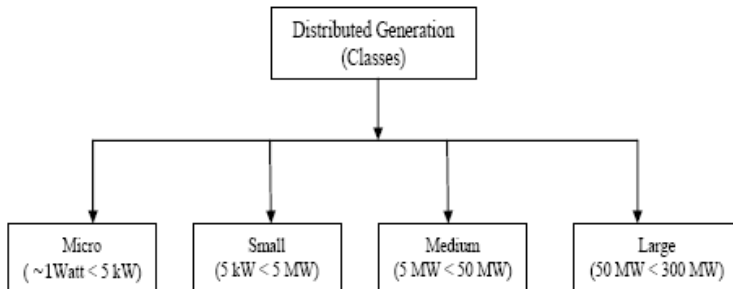 Distributed Generation
(Classes)
Micro
( ~1Watt < 5 kW)
Small
(5 kW < 5 MW)
Medium
(5 MW < 50 MW)
Large
(50 MW < 300 MW)